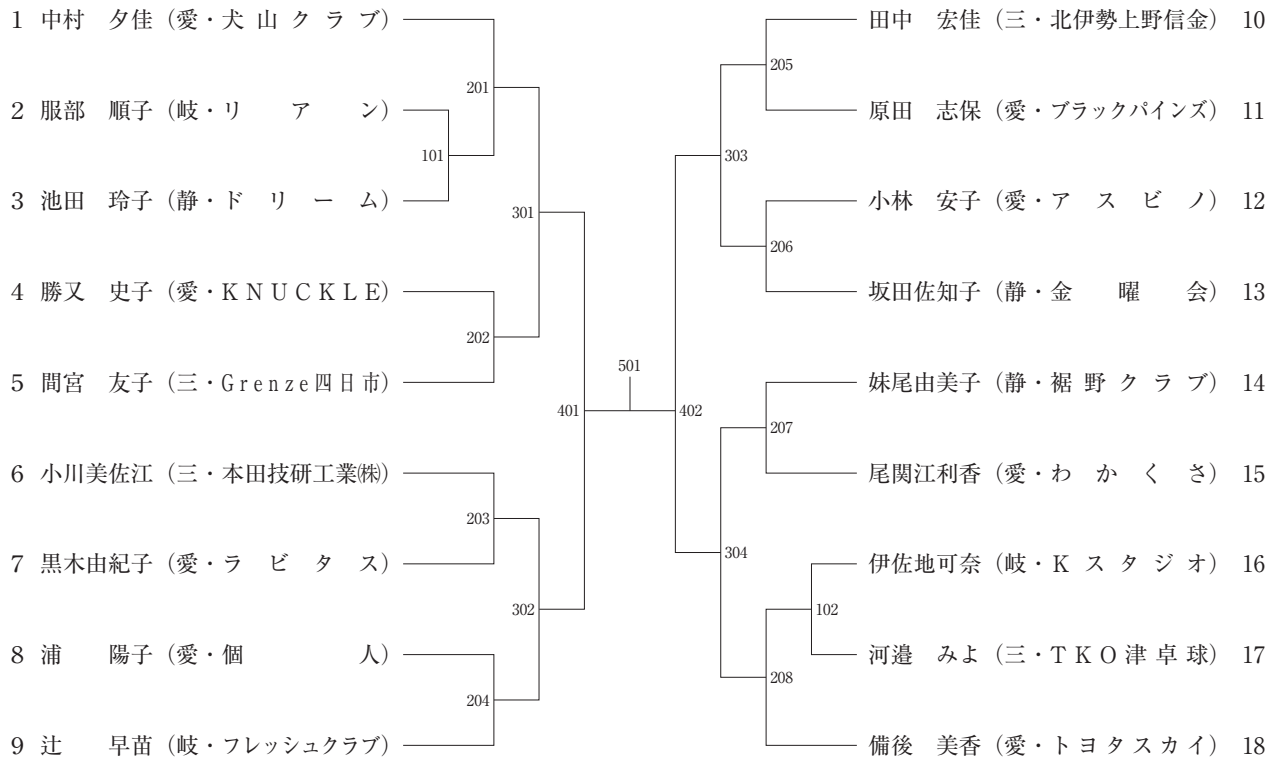 1 中村 夕佳（愛・犬山クラブ）
2 服部 順子（岐・リアン）
3 池田 玲子（静・ドリーム）
4 勝又 史子（愛・KNUCKLE）
5 間宮 友子（三・Grenze四日市）
6 小川美佐江（三・本田技研工業㈱）
7 黒木由紀子（愛・ラビタス）
8 浦 陽子（愛・個人）
9 辻 早苗（岐・フレッシュクラブ）
101
201
202
203
204
301
302
401
501
402
303
304
205
206
207
208
102
田中 宏佳（三・北伊勢上野信金） 10
原田 志保（愛・ブラックパインズ） 11
小林 安子（愛・アスビノ） 12
坂田佐知子（静・金曜会） 13
妹尾由美子（静・裾野クラブ） 14
尾関江利香（愛・わかくさ） 15
伊佐地可奈（岐・Kスタジオ） 16
河邉 みよ（三・TKO津卓球） 17
備後 美香（愛・トヨタスカイ） 18